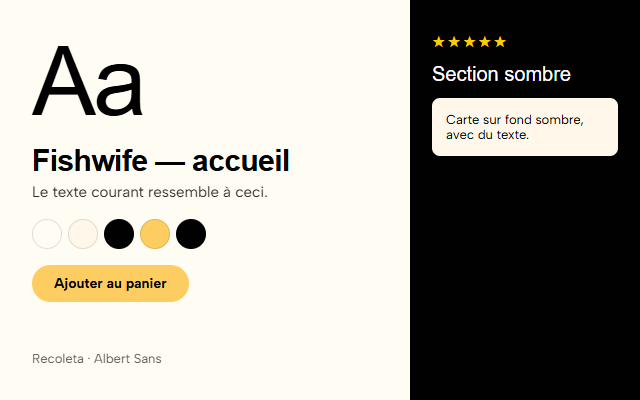 Aa
Fishwife — accueil
Le texte courant ressemble à ceci.
Ajouter au panier
Recoleta · Albert Sans
★★★★★
Section sombre
Carte sur fond sombre,
avec du texte.